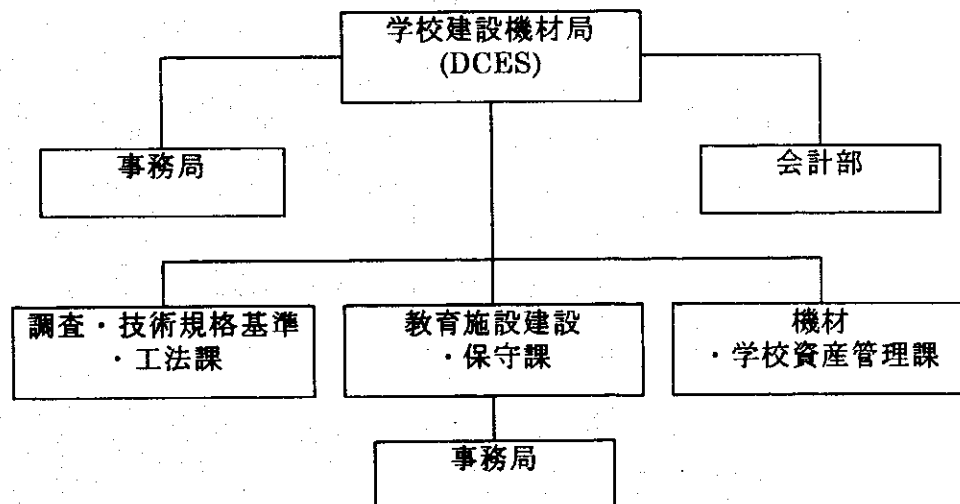 学校建設機材局
(DCES)
事務局
会計部
調査・技術規格基準
・工法課
教育施設建設
・保守課
機材
・学校資産管理課
事務局